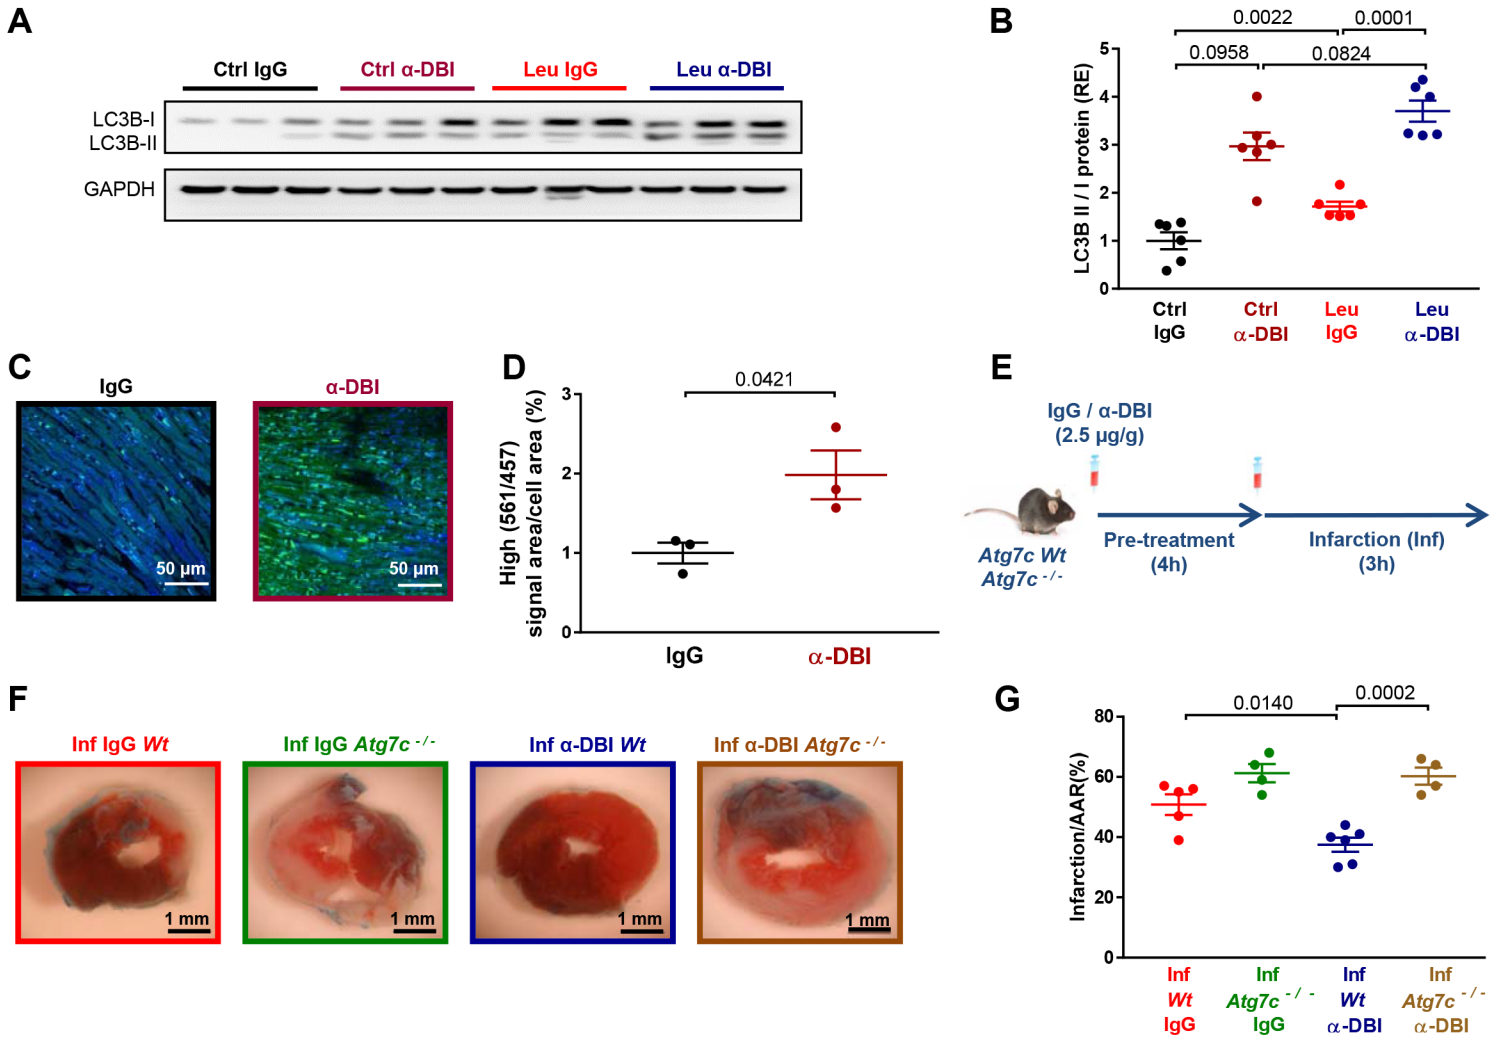 A
Ctrl IgG
Ctrl α-DBI
Leu IgG
Leu α-DBI
LC3B-I
LC3B-II
GAPDH
B
0.0022
0.0001
0.0958
0.0824
LC3B II / I protein (RE)
5
4
3
2
1
0
Ctrl
IgG
Ctrl
α-DBI
Leu
IgG
Leu
α-DBI
C
IgG
α-DBI
50 µm
50 µm
D
0.0421
High (561/457)
signal area/cell area (%)
3
2
1
0
IgG
α-DBI
E
IgG / α-DBI
(2.5 µg/g)
Atg7c Wt
Atg7c -/-
Pre-treatment
(4h)
Infarction (Inf)
(3h)
F
Inf IgG Wt
Inf IgG Atg7c -/-
Inf α-DBI Wt
Inf α-DBI Atg7c -/-
1 mm
1 mm
1 mm
1 mm
G
0.0140
0.0002
Infarction/AAR(%)
80
60
40
20
0
Inf
Wt
IgG
Inf
Atg7c -/-
IgG
Inf
Wt
α-DBI
Inf
Atg7c -/-
α-DBI